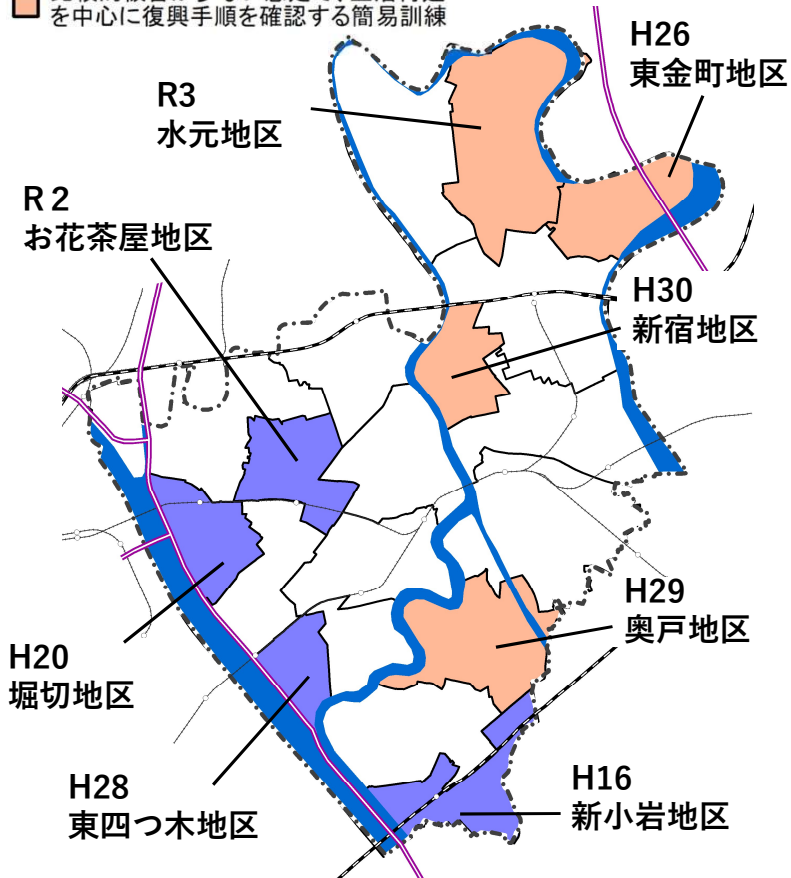 を中心に復興手順を確認する簡易訓練
H26
東金町地区
R3
水元地区
R２
お花茶屋地区
H30
新宿地区
H29
奥戸地区
H20
堀切地区
H28
東四つ木地区
H16
新小岩地区